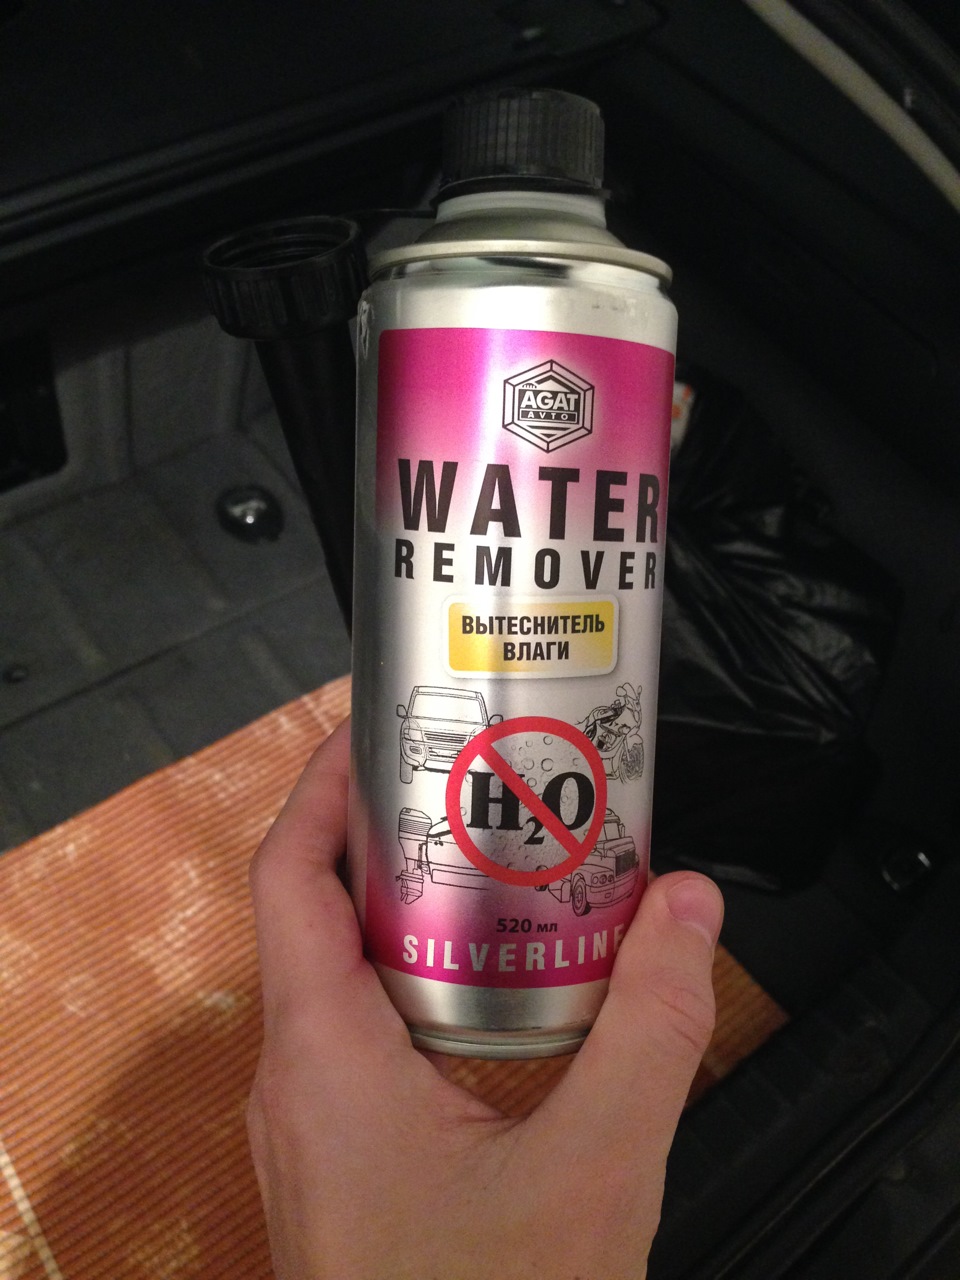 AGAT
AVTO
WATER
REMOVER
ВЫТЕСНИТЕЛЬ
ВЛАГИ
H₂O
520 мл
SILVERLINE